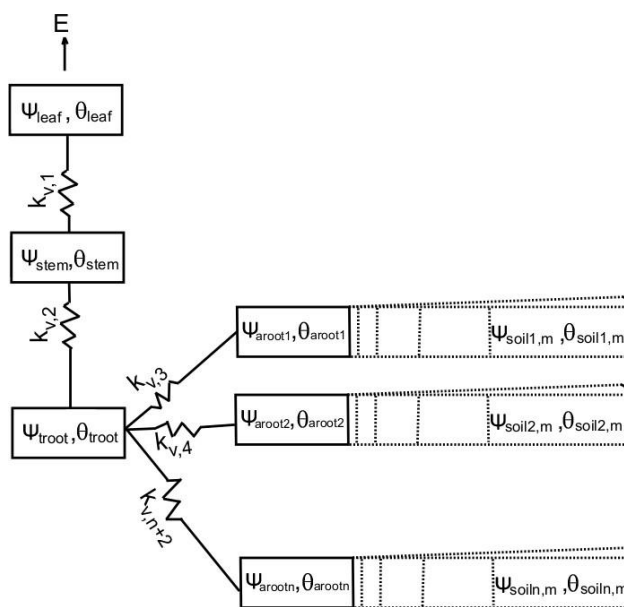 E
Ψleaf, θleaf
kv,1
Ψstem,θstem
kv,2
Ψtroot,θtroot
kv,3
kv,4
kv,n+2
Ψaroot1,θaroot1
Ψsoil1,m ,θsoil1,m
Ψaroot2,θaroot2
Ψsoil2,m,θsoil2,m
Ψarootn,θarootn
Ψsoiln,m,θsoiln,m